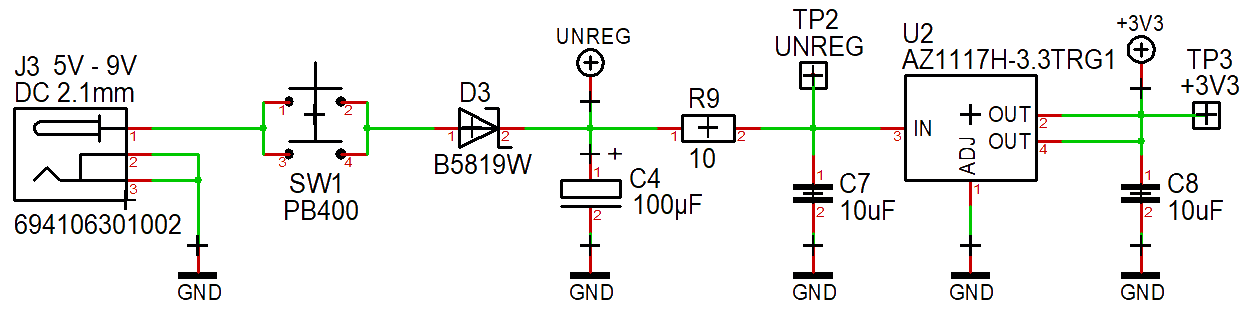 J3 5V - 9V
DC 2.1mm
1
2
3
694106301002
GND
1
2
3
4
SW1
PB400
D3
1
2
B5819W
UNREG
+
1
2
C4
100µF
GND
R9
1
2
10
TP2
UNREG
1
2
C7
10uF
GND
U2
AZ1117H-3.3TRG1
3
IN
OUT
2
OUT
4
ADJ
1
GND
+3V3
TP3
+3V3
1
2
C8
10uF
GND